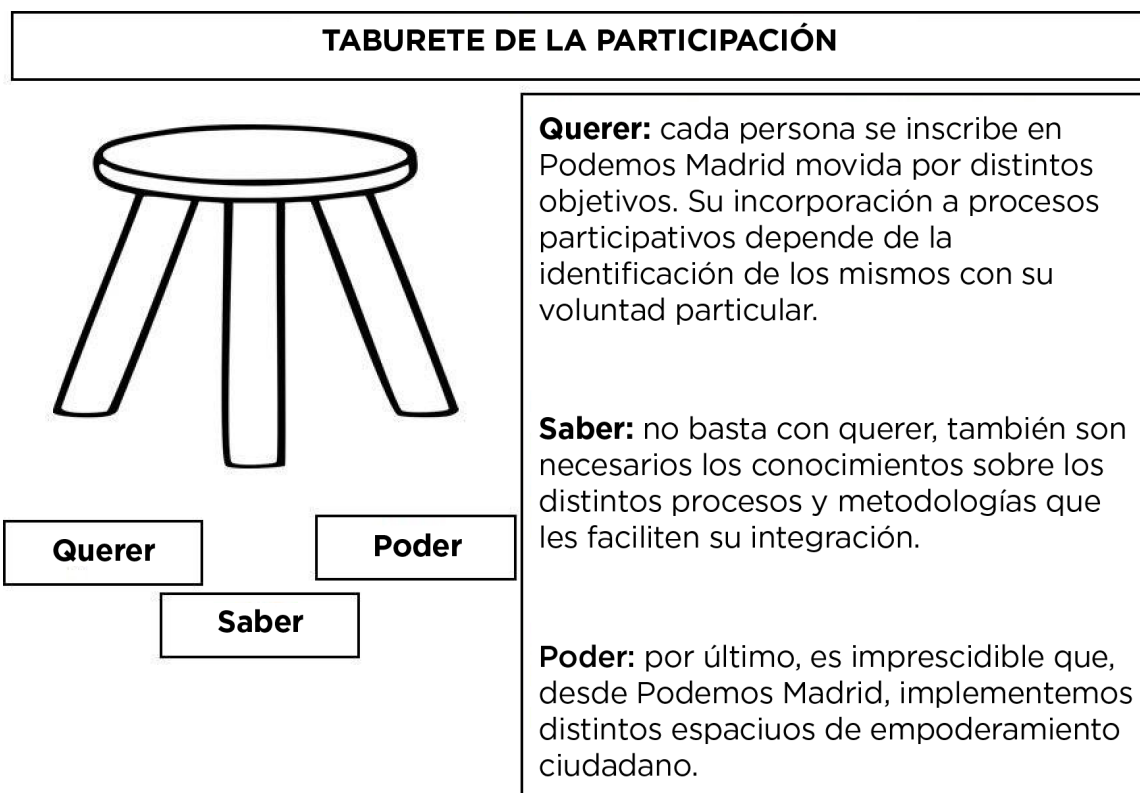 TABURETE DE LA PARTICIPACIÓN
Querer
Poder
Saber
Querer: cada persona se inscribe en
Podemos Madrid movida por distintos
objetivos. Su incorporación a procesos
participativos depende de la
identificación de los mismos con su
voluntad particular.
Saber: no basta con querer, también son
necesarios los conocimientos sobre los
distintos procesos y metodologías que
les faciliten su integración.
Poder: por último, es imprescidible que,
desde Podemos Madrid, implementemos
distintos espaciuos de empoderamiento
ciudadano.